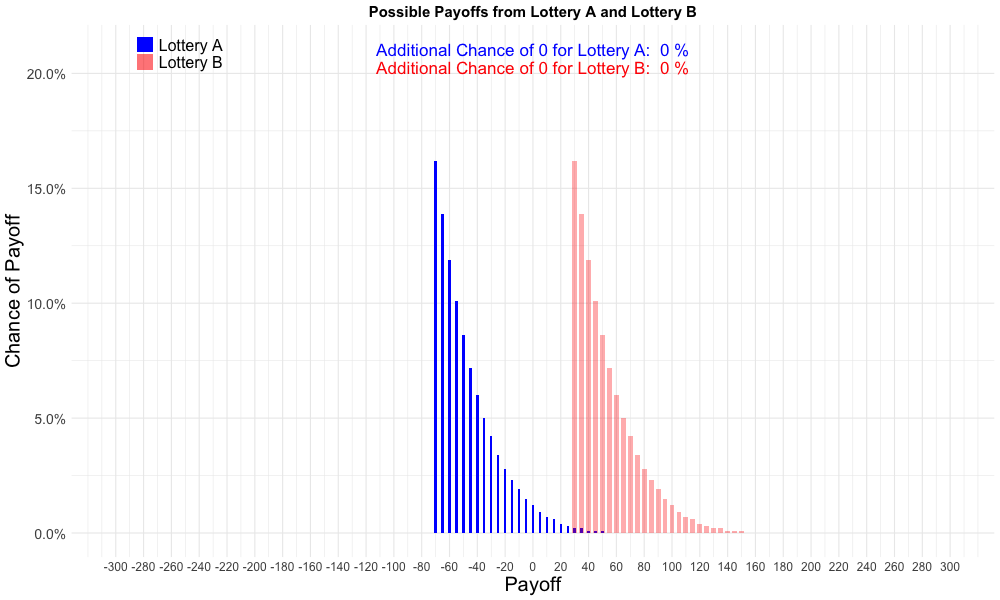 Possible Payoffs from Lottery A and Lottery B
Lottery A
Lottery B
Additional Chance of 0 for Lottery A:  0 %
Additional Chance of 0 for Lottery B:  0 %
Chance of Payoff
20.0%
15.0%
10.0%
5.0%
0.0%
-300 -280 -260 -240 -220 -200 -180 -160 -140 -120 -100 -80 -60 -40 -20 0 20 40 60 80 100 120 140 160 180 200 220 240 260 280 300
Payoff